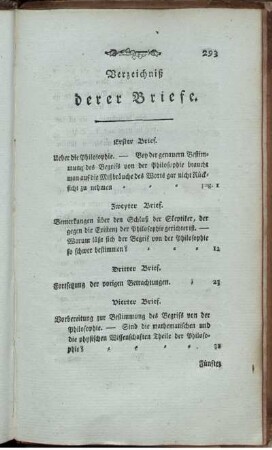 293
Verzeichniß
derer Briefe.
Erster Brief.
Ueber die Philosophie. — Bey der genauern Bestim-
mung des Begrifs von der Philosophie braucht
man auf die Mißbräuche des Worts gar nicht Rück-
sicht zu nehmen pag. 1
Zweyter Brief.
Bemerkungen über den Schluß der Skeptiker, der
gegen die Existenz der Philosophie gerichtet ist. —
Warum läßt sich der Begrif von der Philosophie
so schwer bestimmen? 12
Dritter Brief.
Fortsetzung der vorigen Betrachtungen. 25
Vierter Brief.
Vorbereitung zur Bestimmung des Begrifs von der
Philosophie. — Sind die mathematischen und
die physischen Wissenschaften Theile der Philoso-
phie? 38
Fünfter